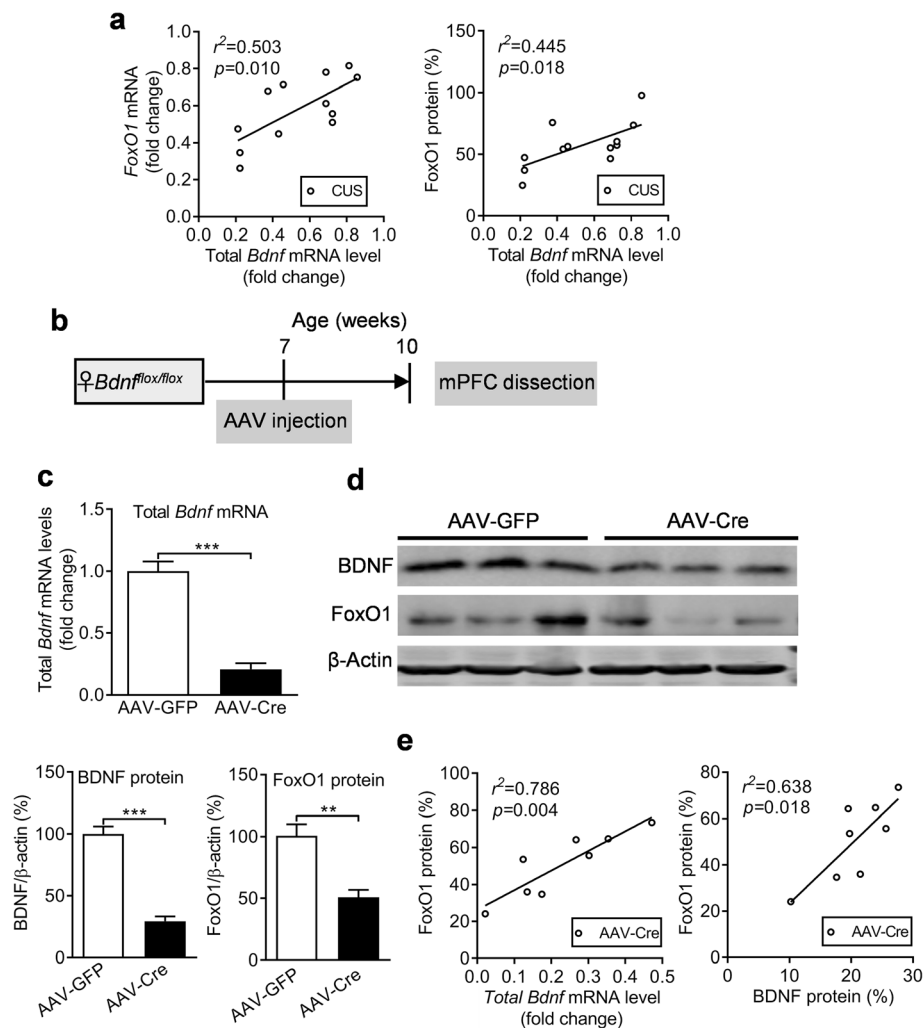 a
r²=0.503
p=0.010
FoxO1 mRNA
(fold change)
1.0
0.8
0.6
0.4
0.2
0.0
CUS
0.0 0.2 0.4 0.6 0.8 1.0
Total Bdnf mRNA level
(fold change)
r²=0.445
p=0.018
FoxO1 protein (%)
150
100
50
0
CUS
0.0 0.2 0.4 0.6 0.8 1.0
Total Bdnf mRNA level
(fold change)
b
Age (weeks)
7 10
♀Bdnfflox/flox
AAV injection
mPFC dissection
c
Total Bdnf mRNA
Total Bdnf mRNA levels
(fold change)
1.5
1.0
0.5
0.0
***
AAV-GFP AAV-Cre
d
AAV-GFP AAV-Cre
BDNF
FoxO1
β-Actin
BDNF protein
BDNF/β-actin (%)
150
100
50
0
***
AAV-GFP AAV-Cre
FoxO1 protein
FoxO1/β-actin (%)
150
100
50
0
**
AAV-GFP AAV-Cre
e
r²=0.786
p=0.004
FoxO1 protein (%)
100
80
60
40
20
0
AAV-Cre
0.0 0.1 0.2 0.3 0.4 0.5
Total Bdnf mRNA level
(fold change)
r²=0.638
p=0.018
FoxO1 protein (%)
80
60
40
20
0
AAV-Cre
0 10 20 30
BDNF protein (%)